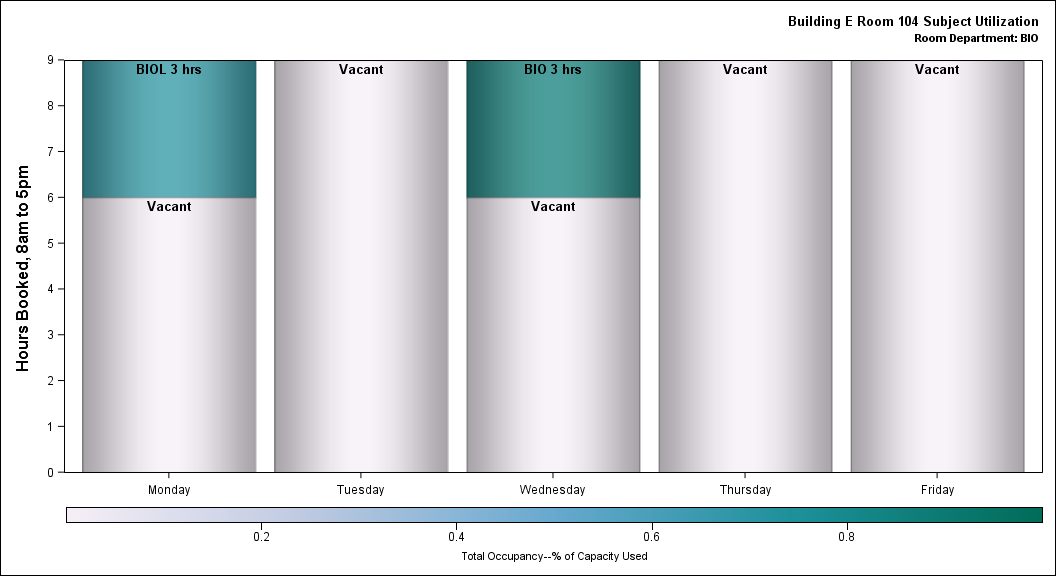 Building E Room 104 Subject Utilization
Room Department: BIO
Hours Booked, 8am to 5pm
9
8
7
6
5
4
3
2
1
0
BIOL 3 hrs
Vacant
BIO 3 hrs
Vacant
Vacant
Vacant
Vacant
Monday
Tuesday
Wednesday
Thursday
Friday
0.2
0.4
0.6
0.8
Total Occupancy--% of Capacity Used